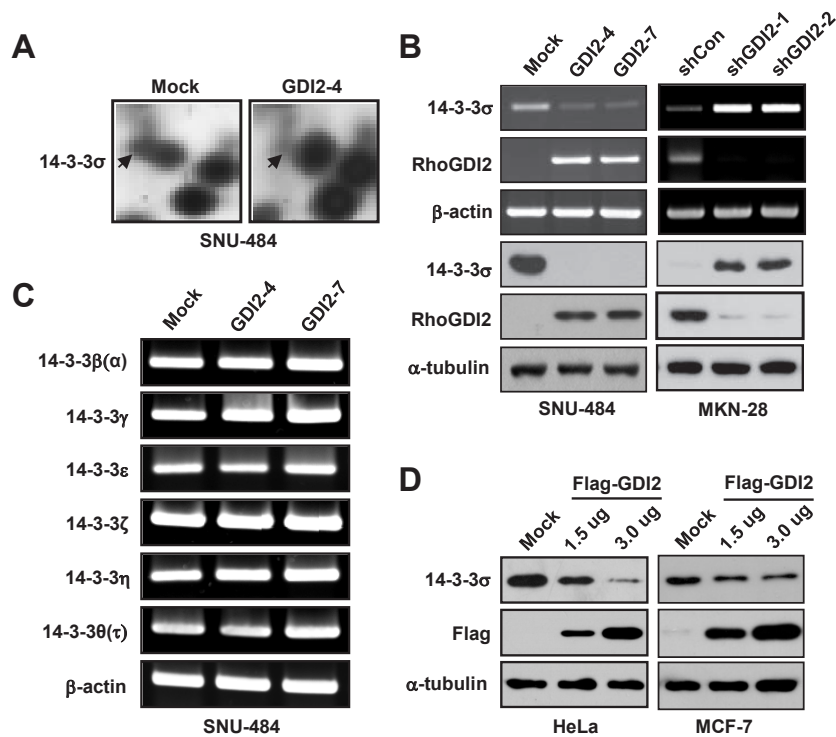 A
Mock
GDI2-4
14-3-3σ
SNU-484
B
Mock
GDI2-4
GDI2-7
shCon
shGDI2-1
shGDI2-2
14-3-3σ
RhoGDI2
β-actin
14-3-3σ
RhoGDI2
α-tubulin
SNU-484
MKN-28
C
Mock
GDI2-4
GDI2-7
14-3-3β(α)
14-3-3γ
14-3-3ε
14-3-3ζ
14-3-3η
14-3-3θ(τ)
β-actin
SNU-484
D
Flag-GDI2
Flag-GDI2
Mock
1.5 ug
3.0 ug
Mock
1.5 ug
3.0 ug
14-3-3σ
Flag
α-tubulin
HeLa
MCF-7